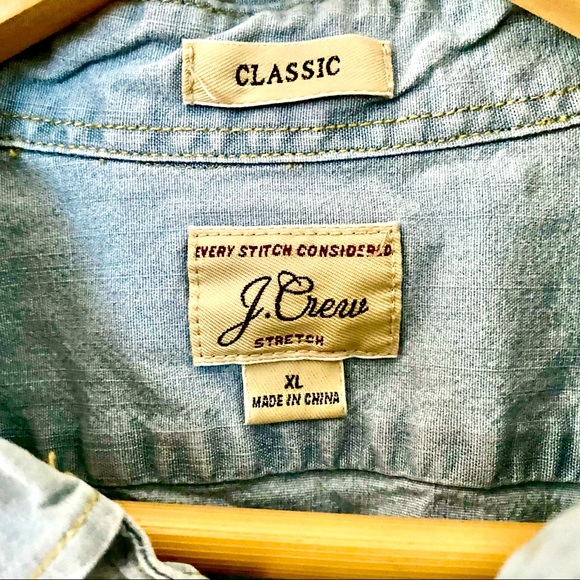 CLASSIC
EVERY STITCH CONSIDERED
J.Crew
STRETCH
XL
MADE IN CHINA